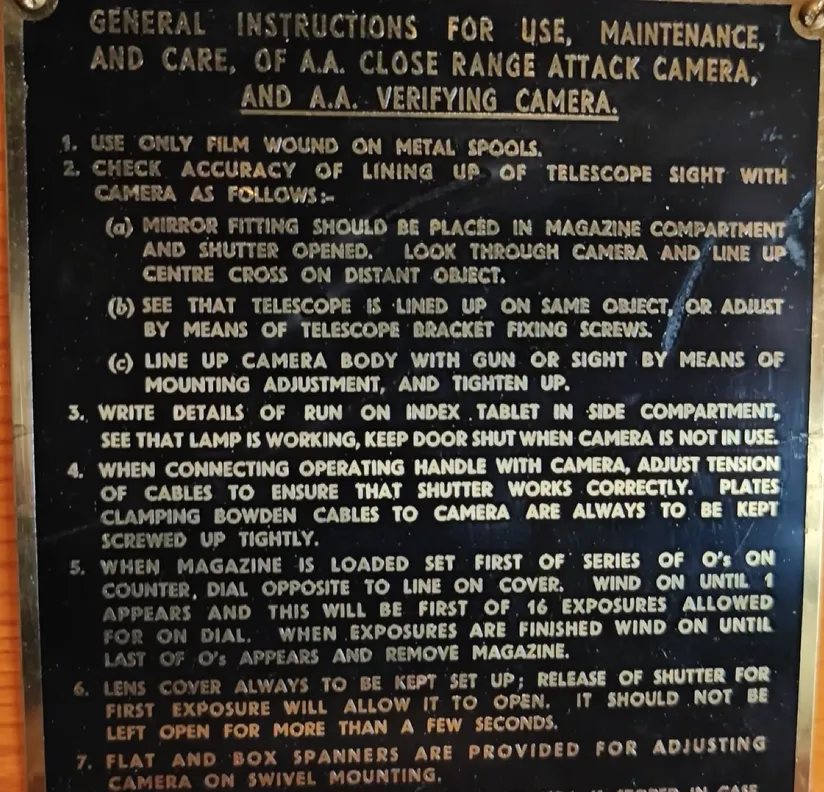 GENERAL INSTRUCTIONS FOR USE, MAINTENANCE,
AND CARE, OF A.A. CLOSE RANGE ATTACK CAMERA,
AND A.A. VERIFYING CAMERA.
1. USE ONLY FILM WOUND ON METAL SPOOLS.
2. CHECK ACCURACY OF LINING UP OF TELESCOPE SIGHT WITH
CAMERA AS FOLLOWS:-
(a) MIRROR FITTING SHOULD BE PLACED IN MAGAZINE COMPARTMENT
AND SHUTTER OPENED. LOOK THROUGH CAMERA AND LINE UP
CENTRE CROSS ON DISTANT OBJECT.
(b) SEE THAT TELESCOPE IS LINED UP ON SAME OBJECT, OR ADJUST
BY MEANS OF TELESCOPE BRACKET FIXING SCREWS.
(c) LINE UP CAMERA BODY WITH GUN OR SIGHT BY MEANS OF
MOUNTING ADJUSTMENT, AND TIGHTEN UP.
3. WRITE DETAILS OF RUN ON INDEX TABLET IN SIDE COMPARTMENT,
SEE THAT LAMP IS WORKING, KEEP DOOR SHUT WHEN CAMERA IS NOT IN USE.
4. WHEN CONNECTING OPERATING HANDLE WITH CAMERA, ADJUST TENSION
OF CABLES TO ENSURE THAT SHUTTER WORKS CORRECTLY. PLATES
CLAMPING BOWDEN CABLES TO CAMERA ARE ALWAYS TO BE KEPT
SCREWED UP TIGHTLY.
5. WHEN MAGAZINE IS LOADED SET FIRST OF SERIES OF O's ON
COUNTER, DIAL OPPOSITE TO LINE ON COVER. WIND ON UNTIL 1
APPEARS AND THIS WILL BE FIRST OF 16 EXPOSURES ALLOWED
FOR ON DIAL. WHEN EXPOSURES ARE FINISHED WIND ON UNTIL
LAST OF O's APPEARS AND REMOVE MAGAZINE.
6. LENS COVER ALWAYS TO BE KEPT SET UP; RELEASE OF SHUTTER FOR
FIRST EXPOSURE WILL ALLOW IT TO OPEN. IT SHOULD NOT BE
LEFT OPEN FOR MORE THAN A FEW SECONDS.
7. FLAT AND BOX SPANNERS ARE PROVIDED FOR ADJUSTING
CAMERA ON SWIVEL MOUNTING.
STORED IN CASE